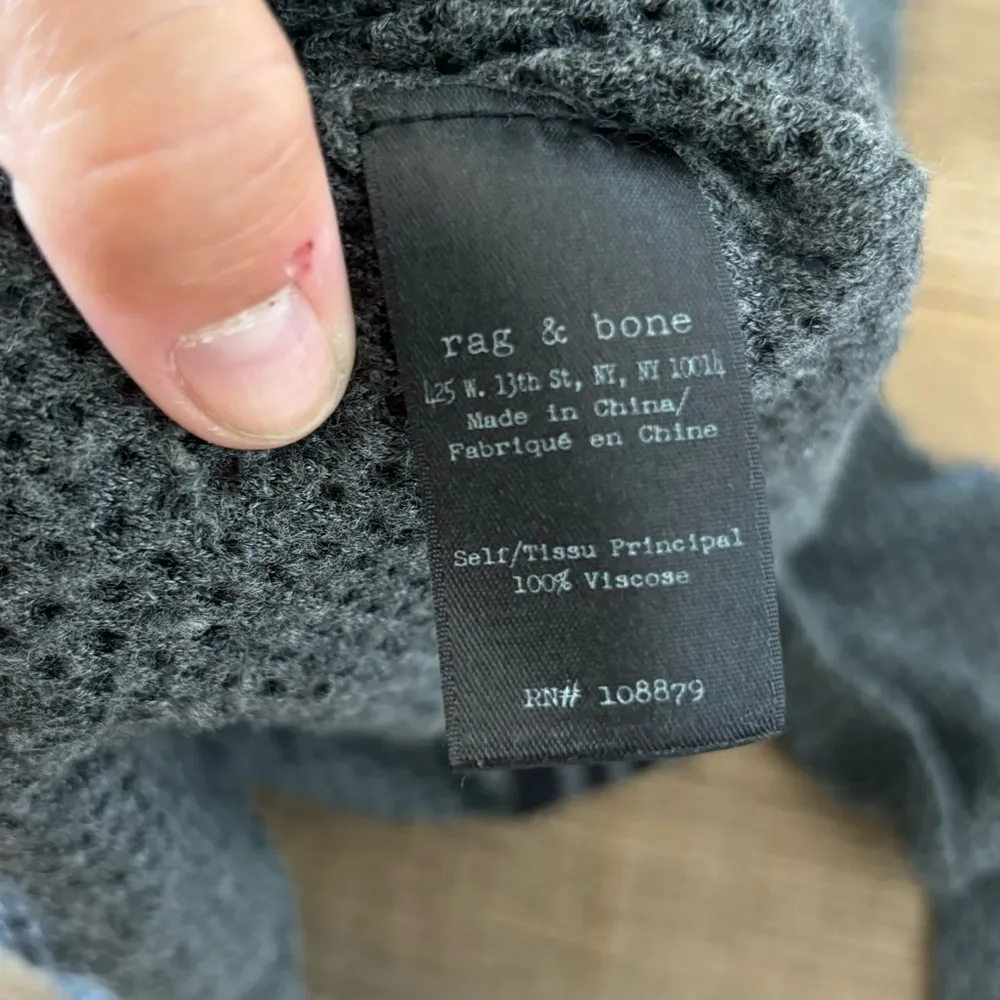 rag & bone
425 W. 13th St, NY, NY 10014
Made in China/
Fabriqué en Chine
Self/Tissu Principal
100% Viscose
RN# 108879